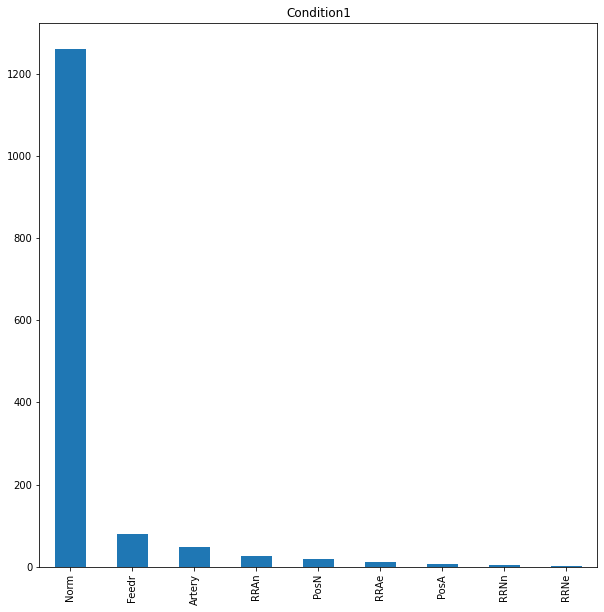 Condition1
1200
1000
800
600
400
200
0
Norm
Feedr
Artery
RRAn
PosN
RRAe
PosA
RRNn
RRNe